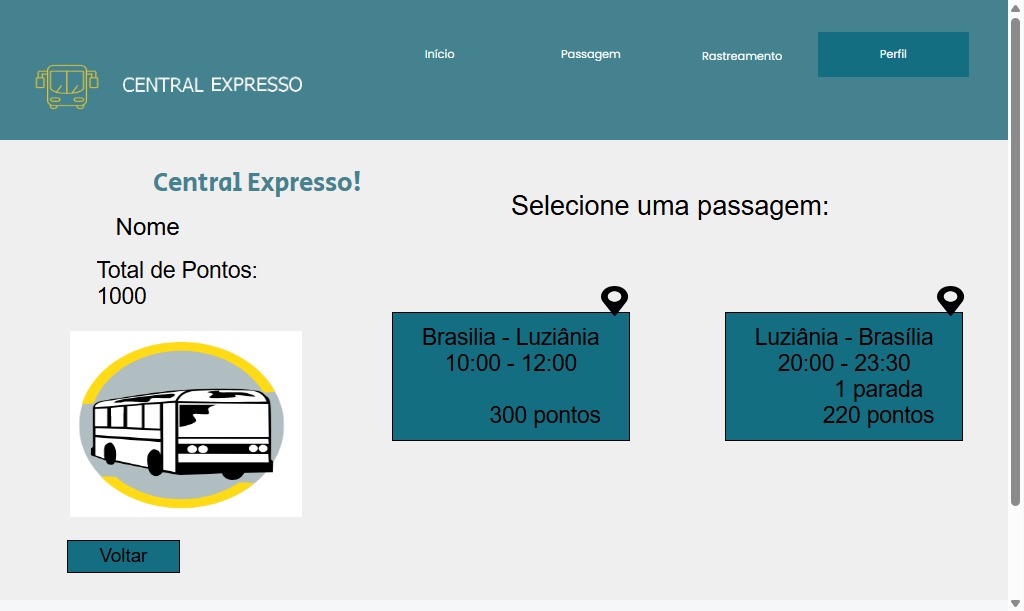 Início
Passagem
Rastreamento
Perfil
CENTRAL EXPRESSO
Central Expresso!
Nome
Total de Pontos:
1000
Voltar
Selecione uma passagem:
Brasilia - Luziânia
10:00 - 12:00
300 pontos
Luziânia - Brasília
20:00 - 23:30
1 parada
220 pontos